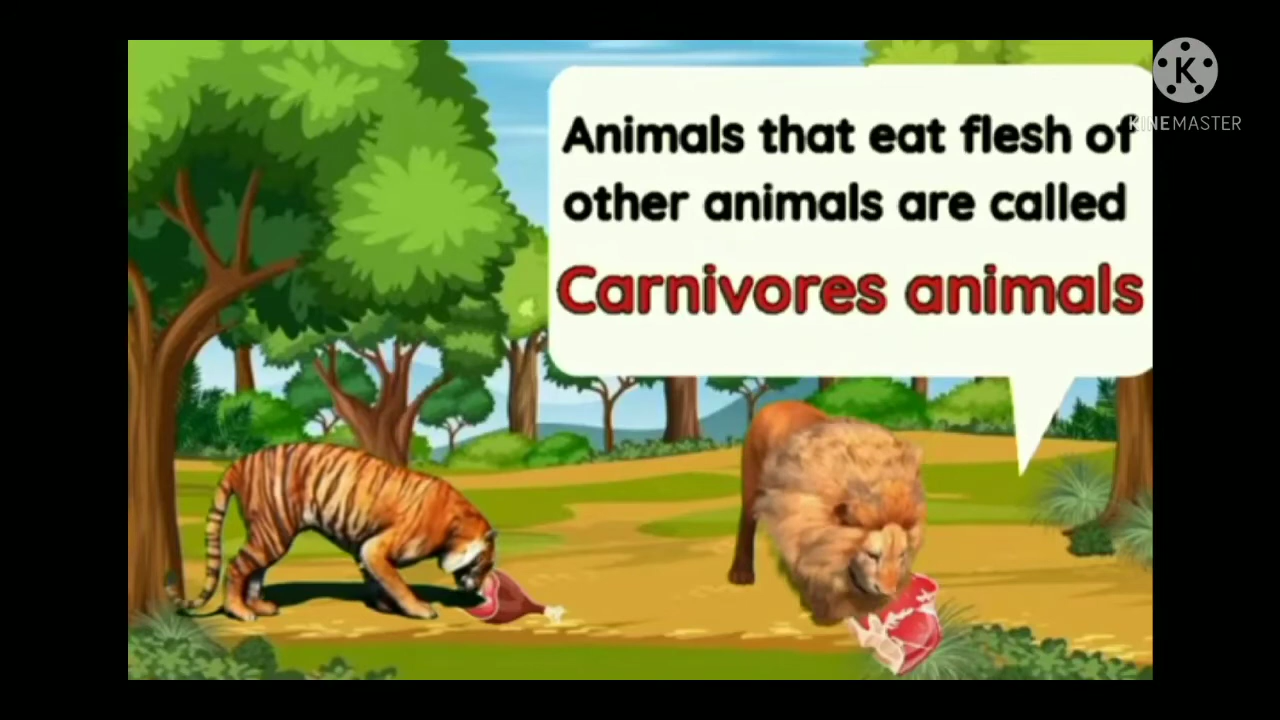 Animals that eat flesh of
other animals are called
Carnivores animals
K
KINEMASTER